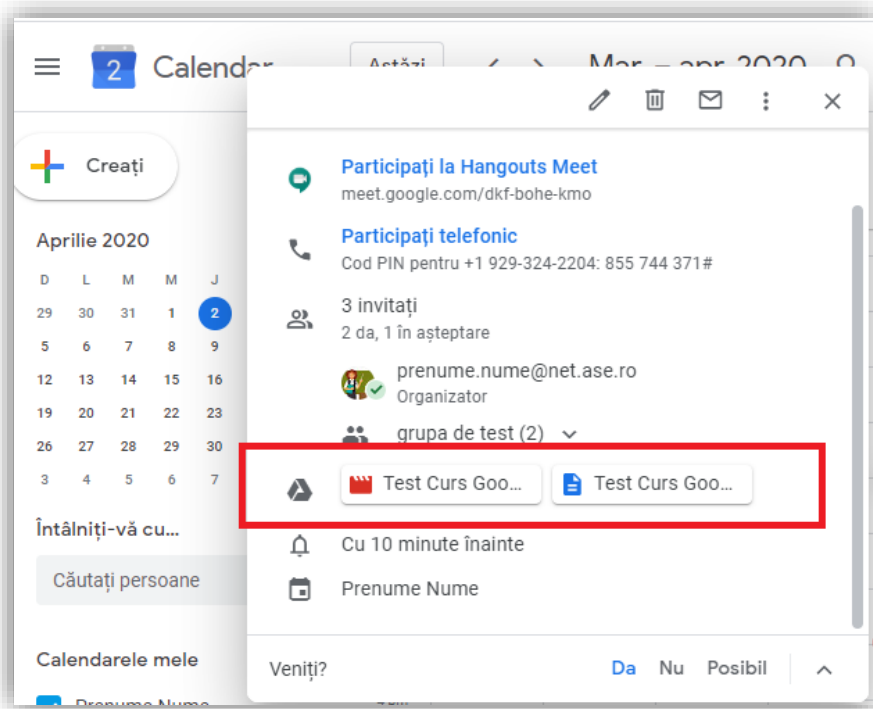 2 Calendar Astăzi Mar. – apr. 2020
Creați
Participați la Hangouts Meet
meet.google.com/dkf-bohe-kmo
Participați telefonic
Cod PIN pentru +1 929-324-2204: 855 744 371#
3 invitați
2 da, 1 în așteptare
prenume.nume@net.ase.ro
Organizator
grupa de test (2)
Test Curs Goo... Test Curs Goo...
Cu 10 minute înainte
Prenume Nume
Veniți? Da Nu Posibil
Aprilie 2020
D L M M J
29 30 31 1 2
5 6 7 8 9
12 13 14 15 16
19 20 21 22 23
26 27 28 29 30
3 4 5 6 7
Întâlniți-vă cu...
Căutați persoane
Calendarele mele
Prenume Nume